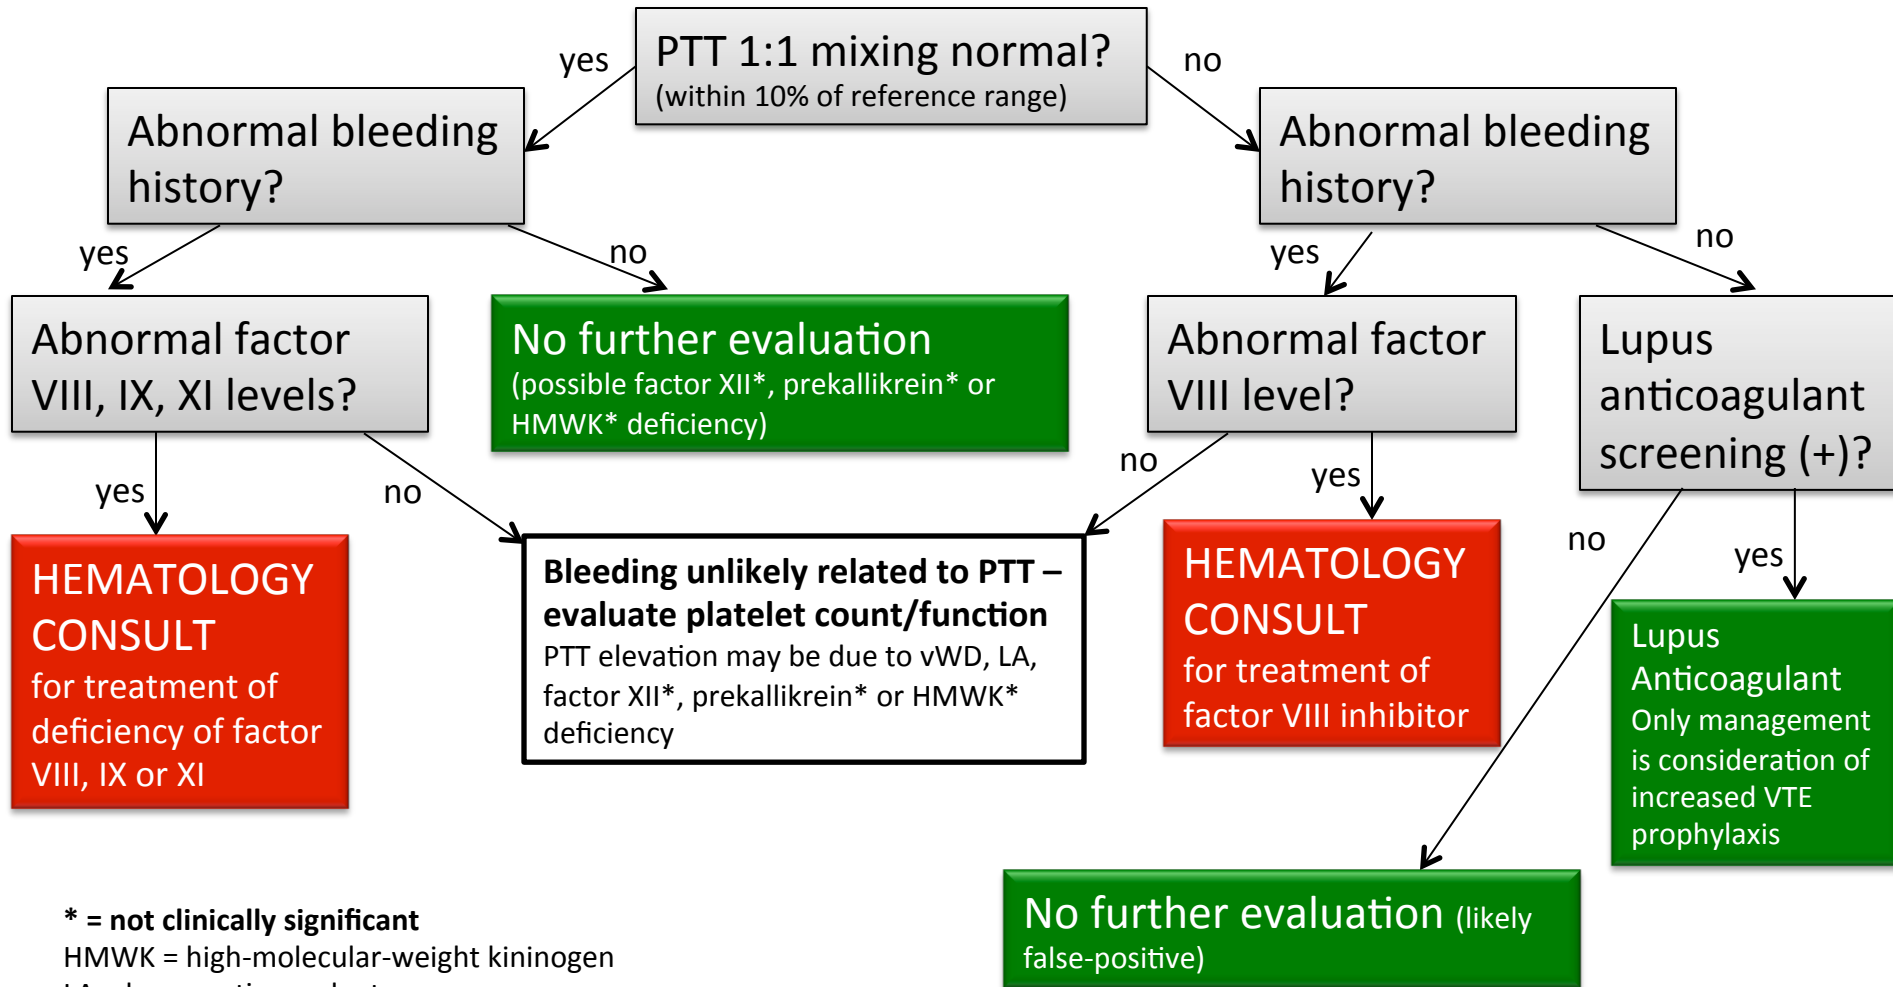 PTT 1:1 mixing normal?
(within 10% of reference range)
yes
no
Abnormal bleeding
history?
Abnormal bleeding
history?
yes
no
yes
no
Abnormal factor
VIII, IX, XI levels?
No further evaluation
(possible factor XII*, prekallikrein* or
HMWK* deficiency)
Abnormal factor
VIII level?
Lupus
anticoagulant
screening (+)?
yes
no
no
yes
no
yes
HEMATOLOGY
CONSULT
for treatment of
deficiency of factor
VIII, IX or XI
Bleeding unlikely related to PTT –
evaluate platelet count/function
PTT elevation may be due to vWD, LA,
factor XII*, prekallikrein* or HMWK*
deficiency
HEMATOLOGY
CONSULT
for treatment of
factor VIII inhibitor
Lupus
Anticoagulant
Only management
is consideration of
increased VTE
prophylaxis
No further evaluation (likely
false-positive)
* = not clinically significant
HMWK = high-molecular-weight kininogen